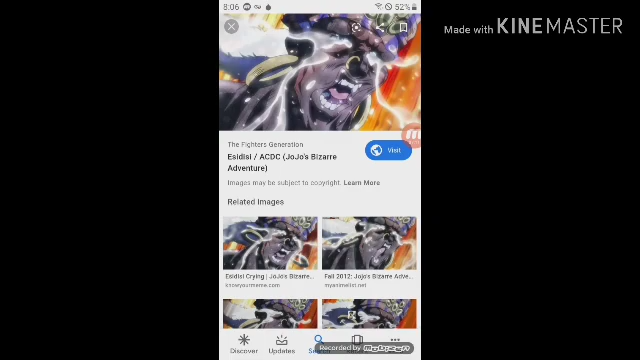 8:06
52%
Made with KINEMASTER
The Fighters Generation
Esidisi / ACDC (JoJo's Bizarre
Adventure)
Visit
Images may be subject to copyright. Learn More
Related Images
Esidisi Crying | JoJo's Bizarre...
knowyourmeme.com
Fall 2012: JoJo's Bizarre Adve...
myanimelist.net
Discover
Updates
Recorded by